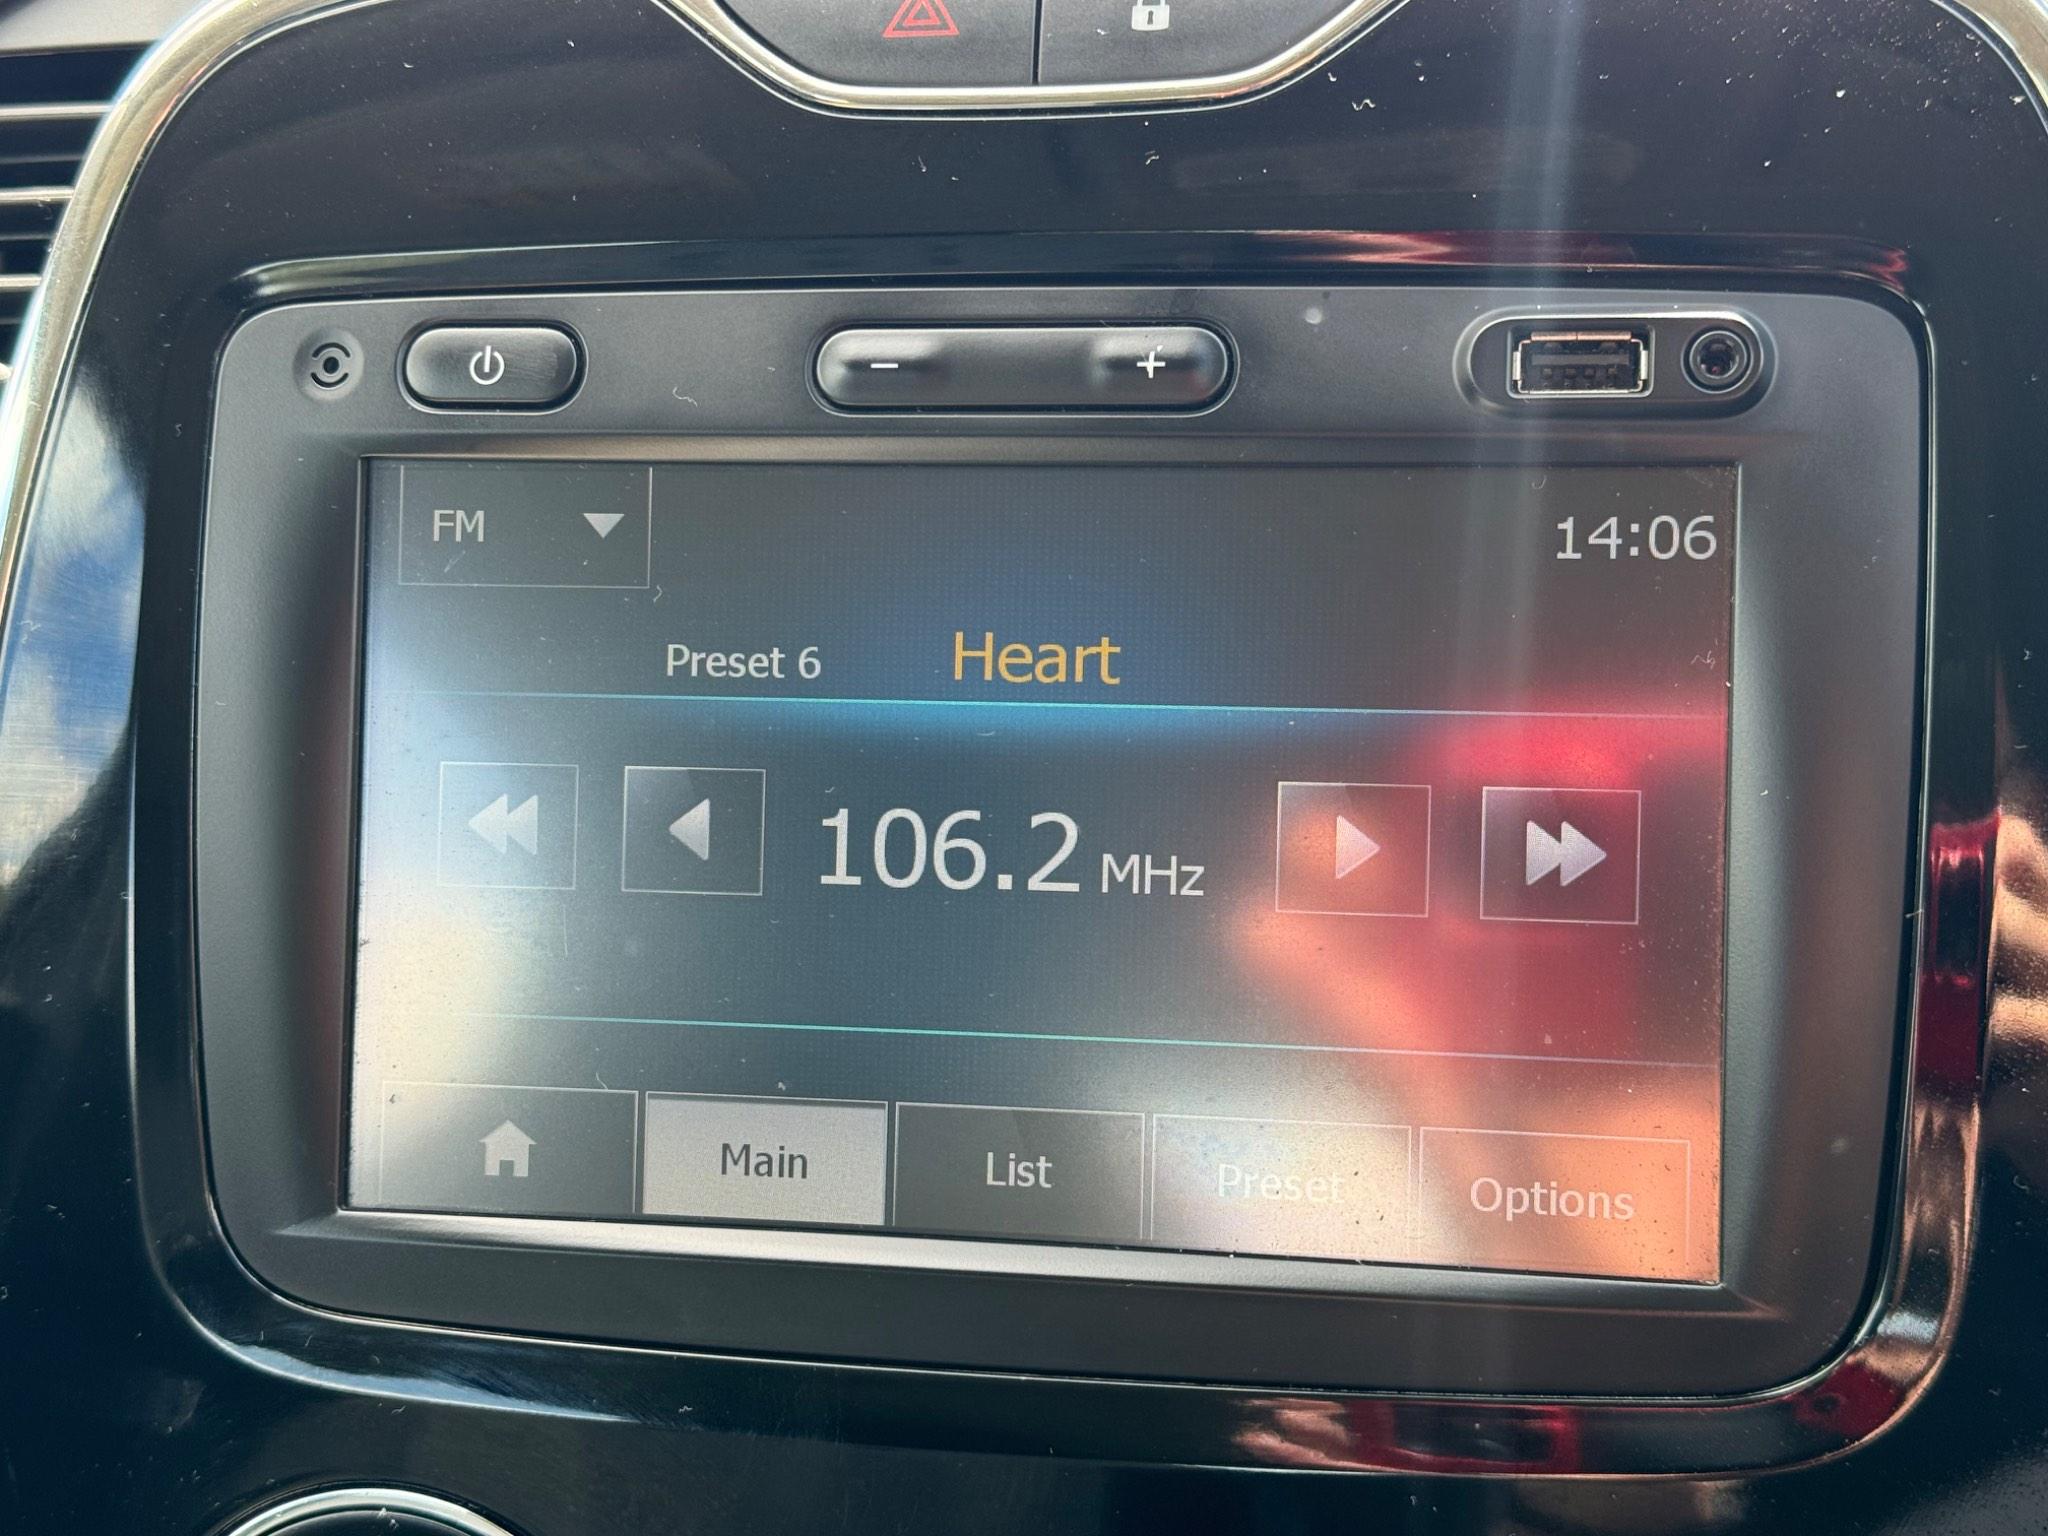 FM
14:06
Preset 6 Heart
106.2 MHz
Main List Preset Options